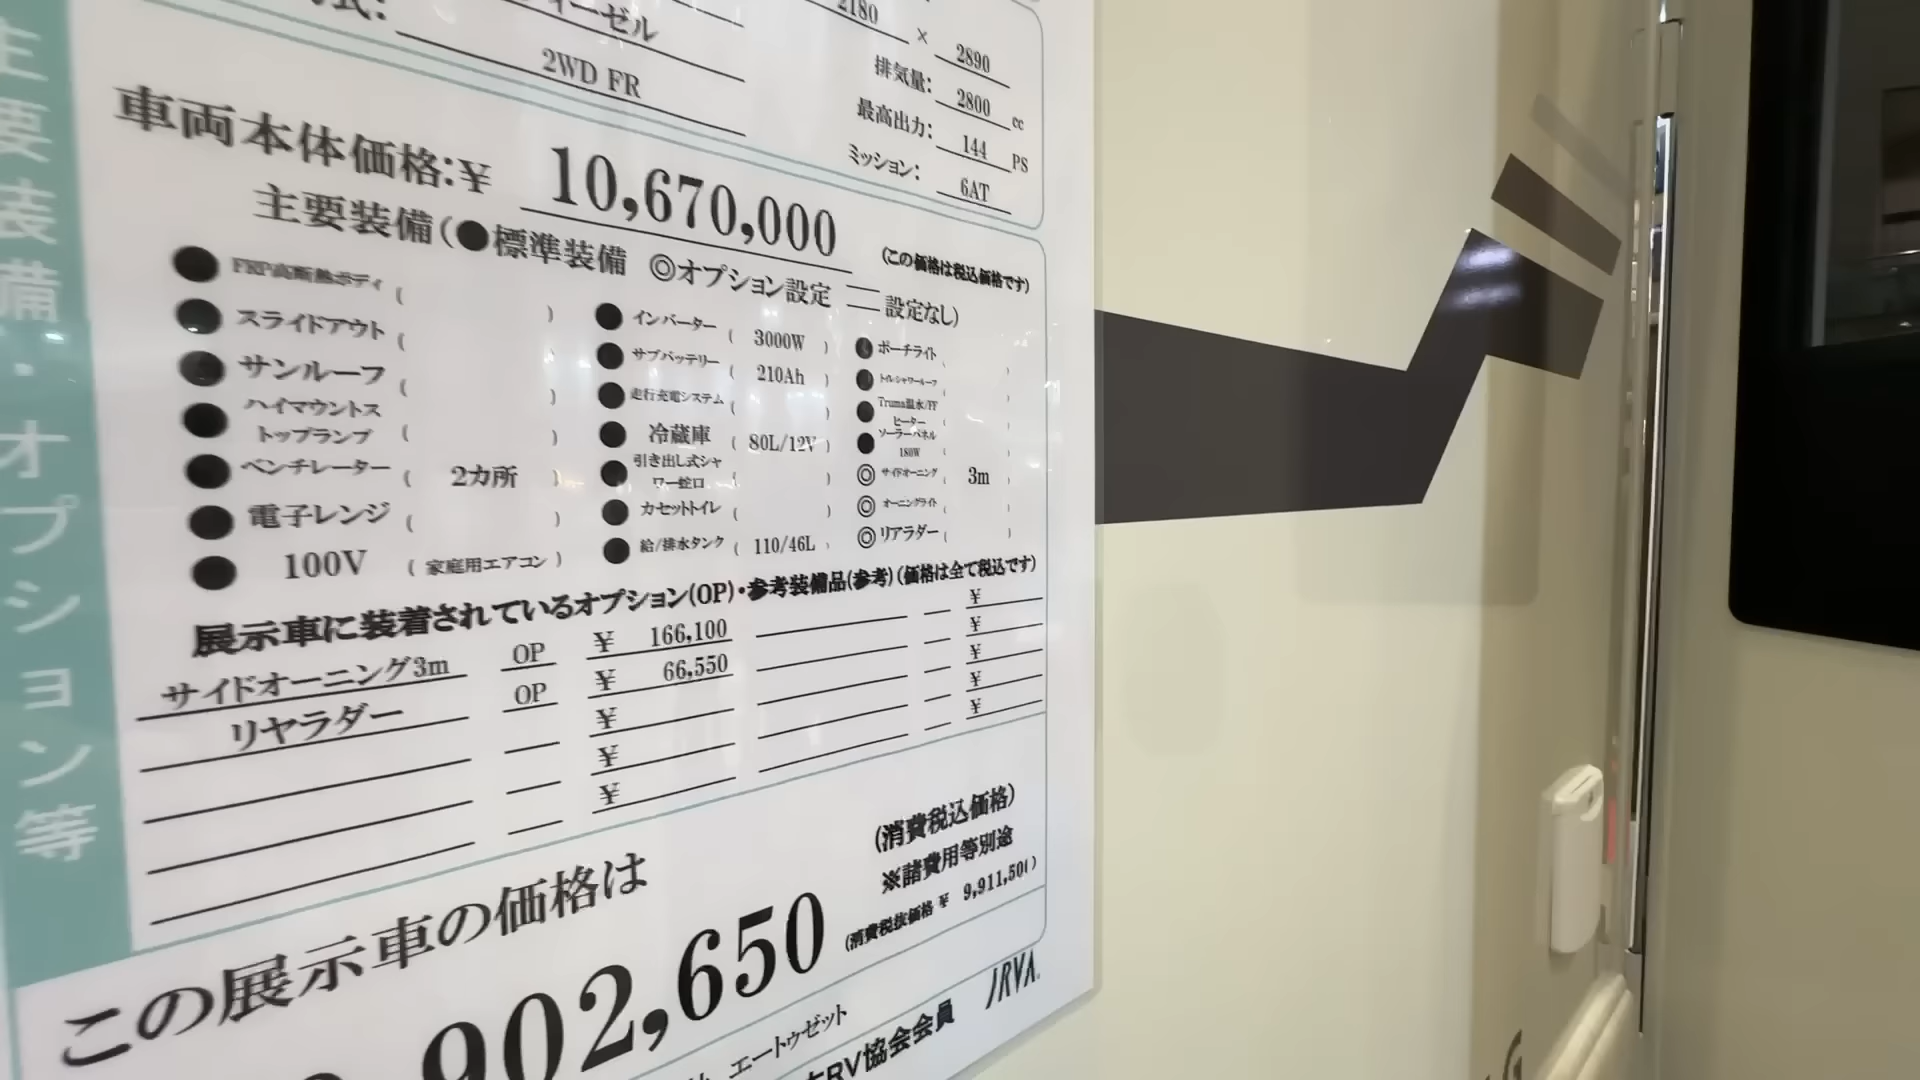 主要装備・オプション等
式:
ィーゼル
2WD FR
2180 × 2890
排気量: 2800 cc
最高出力: 144 PS
ミッション: 6AT
車両本体価格:¥ 10,670,000
(この価格は税込価格です)
主要装備(●標準装備 ◎オプション設定 ― 設定なし)
● FRP高断熱ボディ ( )
● スライドアウト ( )
● サンルーフ ( )
● ハイマウントス
トップランプ ( )
● ベンチレーター ( 2カ所 )
● 電子レンジ ( )
● 100V ( 家庭用エアコン )
● インバーター ( 3000W )
● サブバッテリー ( 210Ah )
● 走行充電システム ( )
● 冷蔵庫 ( 80L/12V )
● 引き出し式シャ
ワー蛇口 ( )
● カセットトイレ ( )
● 給/排水タンク ( 110/46L )
● ポーチライト ( )
● トイレシャワールーフ ( )
● Truma温水/FF
ヒーター ( )
● ソーラーパネル
180W ( )
◎ サイドオーニング ( 3m )
◎ オーニングライト ( )
◎ リアラダー ( )
展示車に装着されているオプション(OP)・参考装備品(参考)(価格は全て税込です)
サイドオーニング3m OP ¥ 166,100 ¥
リヤラダー OP ¥ 66,550 ¥
¥ ¥
¥ ¥
¥ ¥
この展示車の価格は
902,650
(消費税込価格)
※諸費用等別途
(消費税抜価格 ¥ 9,911,500)
エートゥゼット
RV協会会員
JRVA